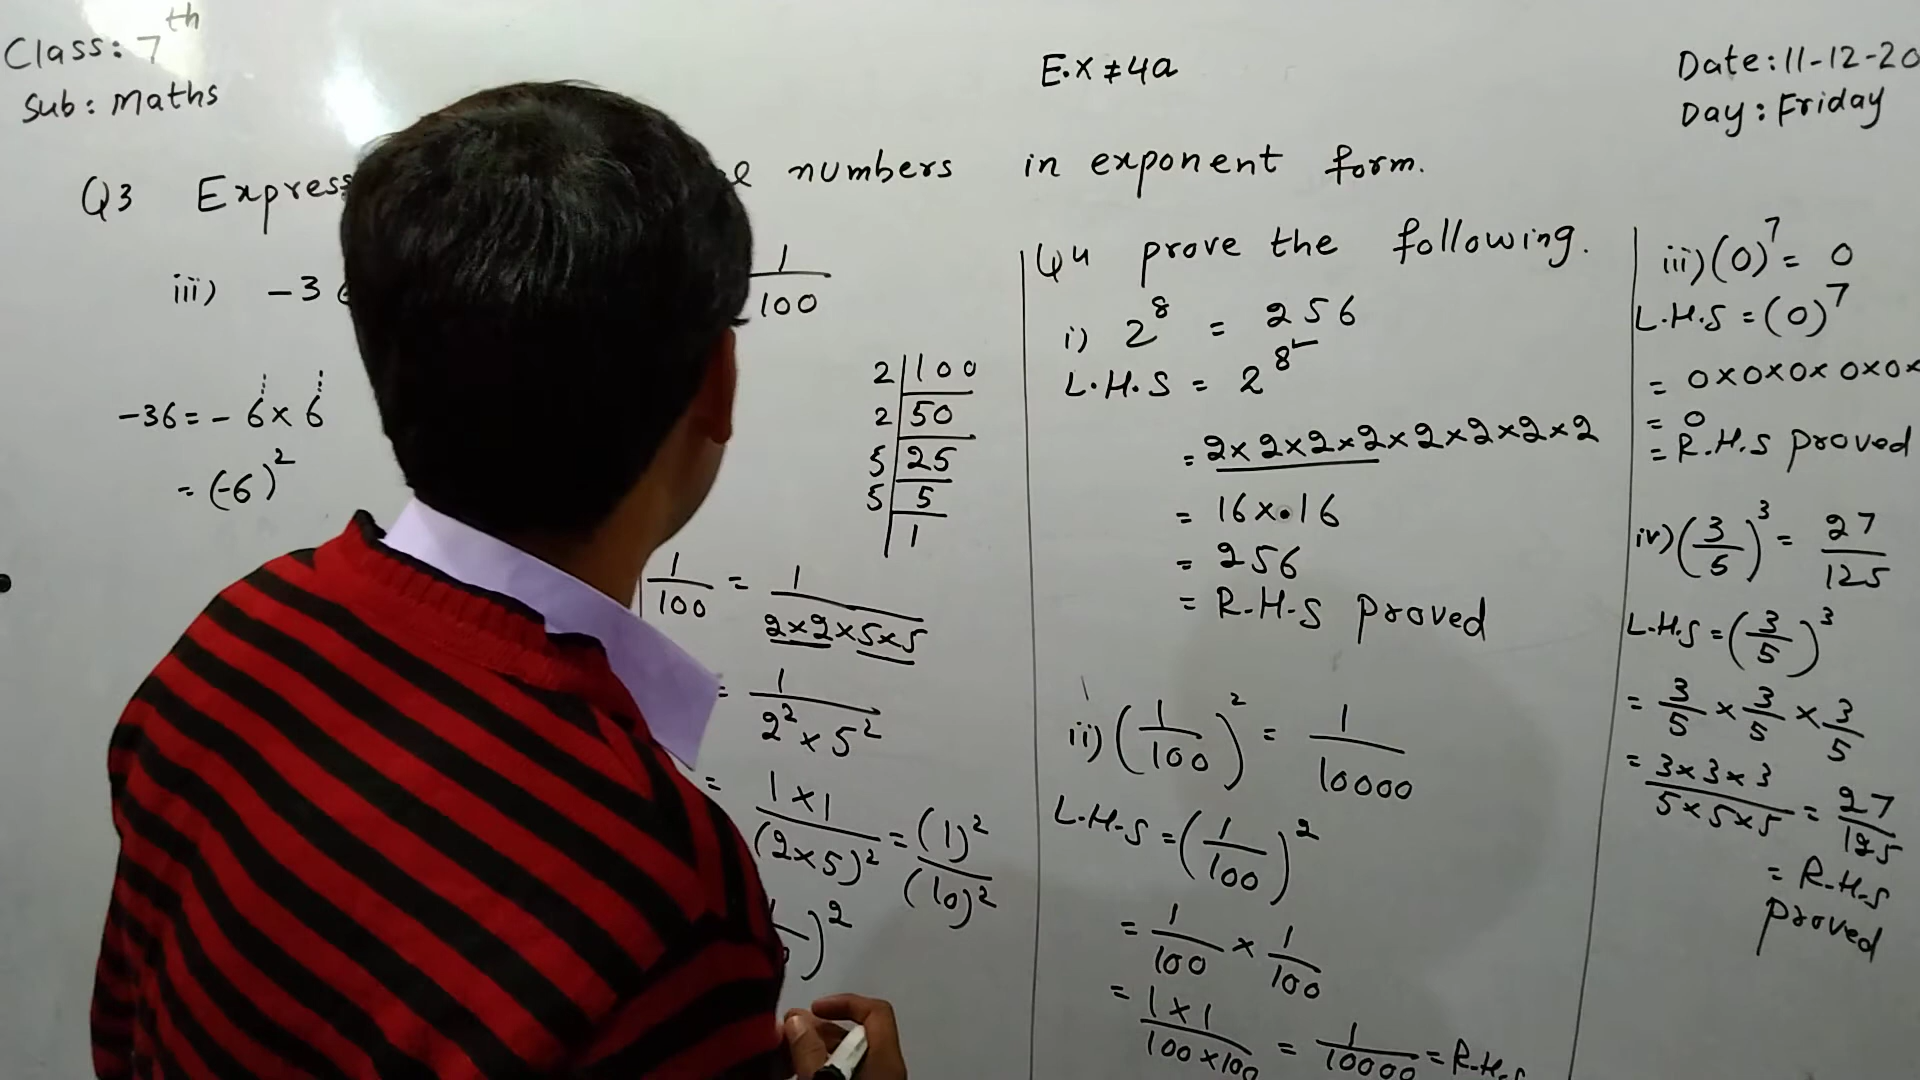 Class: 7th
Sub: Maths
E.X ≠ 4a
Date: 11-12-20
Day: Friday
Q3 Express numbers in exponent form.
iii) -3
-36 = - 6 × 6
= (-6)²
1/100
2 | 100
2 | 50
5 | 25
5 | 5
1
1/100 = 1/(2×2×5×5)
= 1/(2² × 5²)
= (1×1)/(2×5)² = (1)²/(10)²
)²
Q4 prove the following.
i) 2⁸ = 256
L.H.S = 2⁸
= 2×2×2×2×2×2×2×2
= 16×16
= 256
= R.H.S proved
ii) (1/100)² = 1/10000
L.H.S = (1/100)²
= 1/100 × 1/100
= (1×1)/(100×100) = 1/10000 = R.H.S
iii) (0)⁷ = 0
L.H.S = (0)⁷
= 0×0×0×0×0×
= 0
= R.H.S proved
iv) (3/5)³ = 27/125
L.H.S = (3/5)³
= 3/5 × 3/5 × 3/5
= (3×3×3)/(5×5×5) = 27/125
= R.H.S
proved